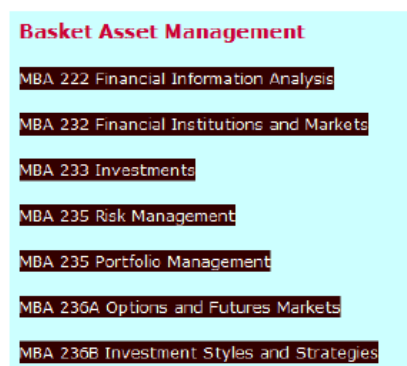 Basket Asset Management
MBA 222 Financial Information Analysis
MBA 232 Financial Institutions and Markets
MBA 233 Investments
MBA 235 Risk Management
MBA 235 Portfolio Management
MBA 236A Options and Futures Markets
MBA 236B Investment Styles and Strategies